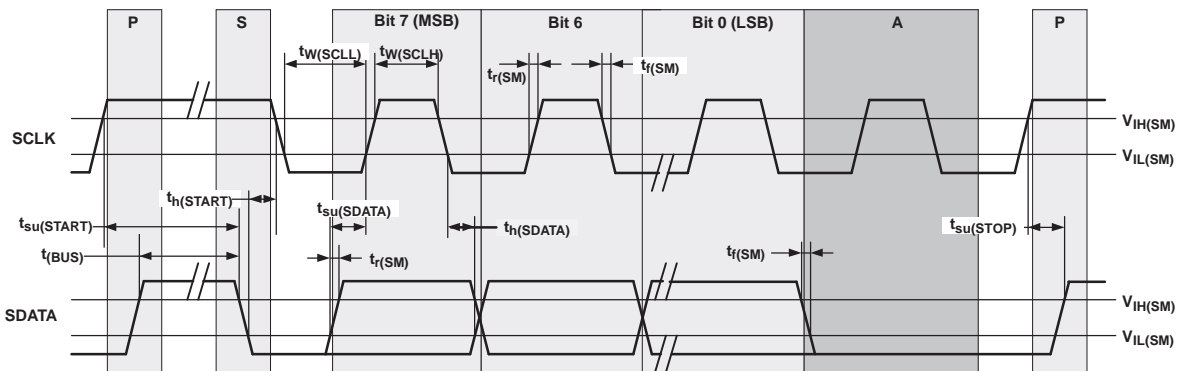 P
S
Bit 7 (MSB)
Bit 6
Bit 0 (LSB)
A
P
tW(SCLL)
tW(SCLH)
tr(SM)
tf(SM)
SCLK
VIH(SM)
VIL(SM)
th(START)
tsu(START)
tsu(SDATA)
th(SDATA)
tsu(STOP)
t(BUS)
tr(SM)
tf(SM)
SDATA
VIH(SM)
VIL(SM)